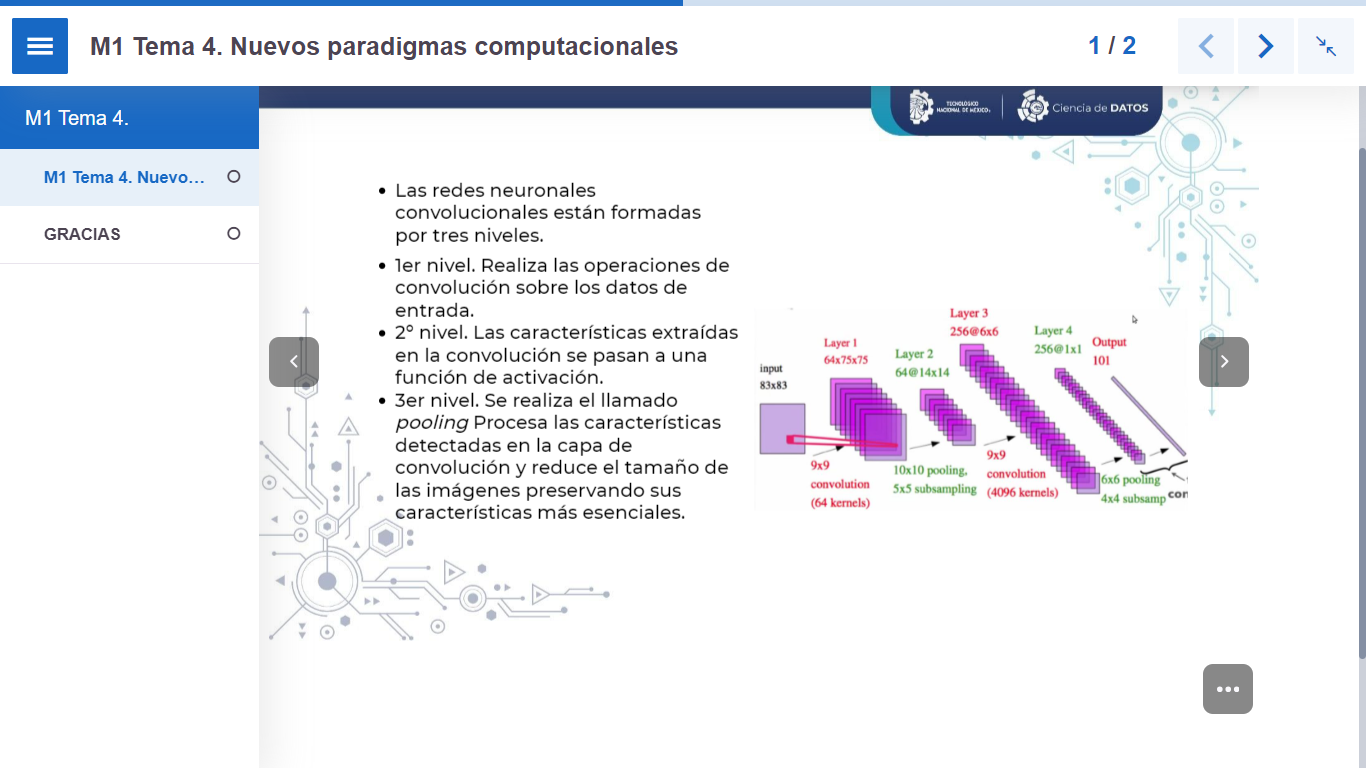 M1 Tema 4. Nuevos paradigmas computacionales
1 / 2
M1 Tema 4.
M1 Tema 4. Nuevo...
GRACIAS
TECNOLÓGICO
NACIONAL DE MÉXICO
Ciencia de DATOS
• Las redes neuronales
convolucionales están formadas
por tres niveles.
• 1er nivel. Realiza las operaciones de
convolución sobre los datos de
entrada.
• 2º nivel. Las características extraídas
en la convolución se pasan a una
función de activación.
• 3er nivel. Se realiza el llamado
pooling Procesa las características
detectadas en la capa de
convolución y reduce el tamaño de
las imágenes preservando sus
características más esenciales.
input
83x83
Layer 1
64x75x75
Layer 2
64@14x14
Layer 3
256@6x6
Layer 4
256@1x1
Output
101
9x9
convolution
(64 kernels)
10x10 pooling,
5x5 subsampling
9x9
convolution
(4096 kernels)
6x6 pooling
4x4 subsamp
con